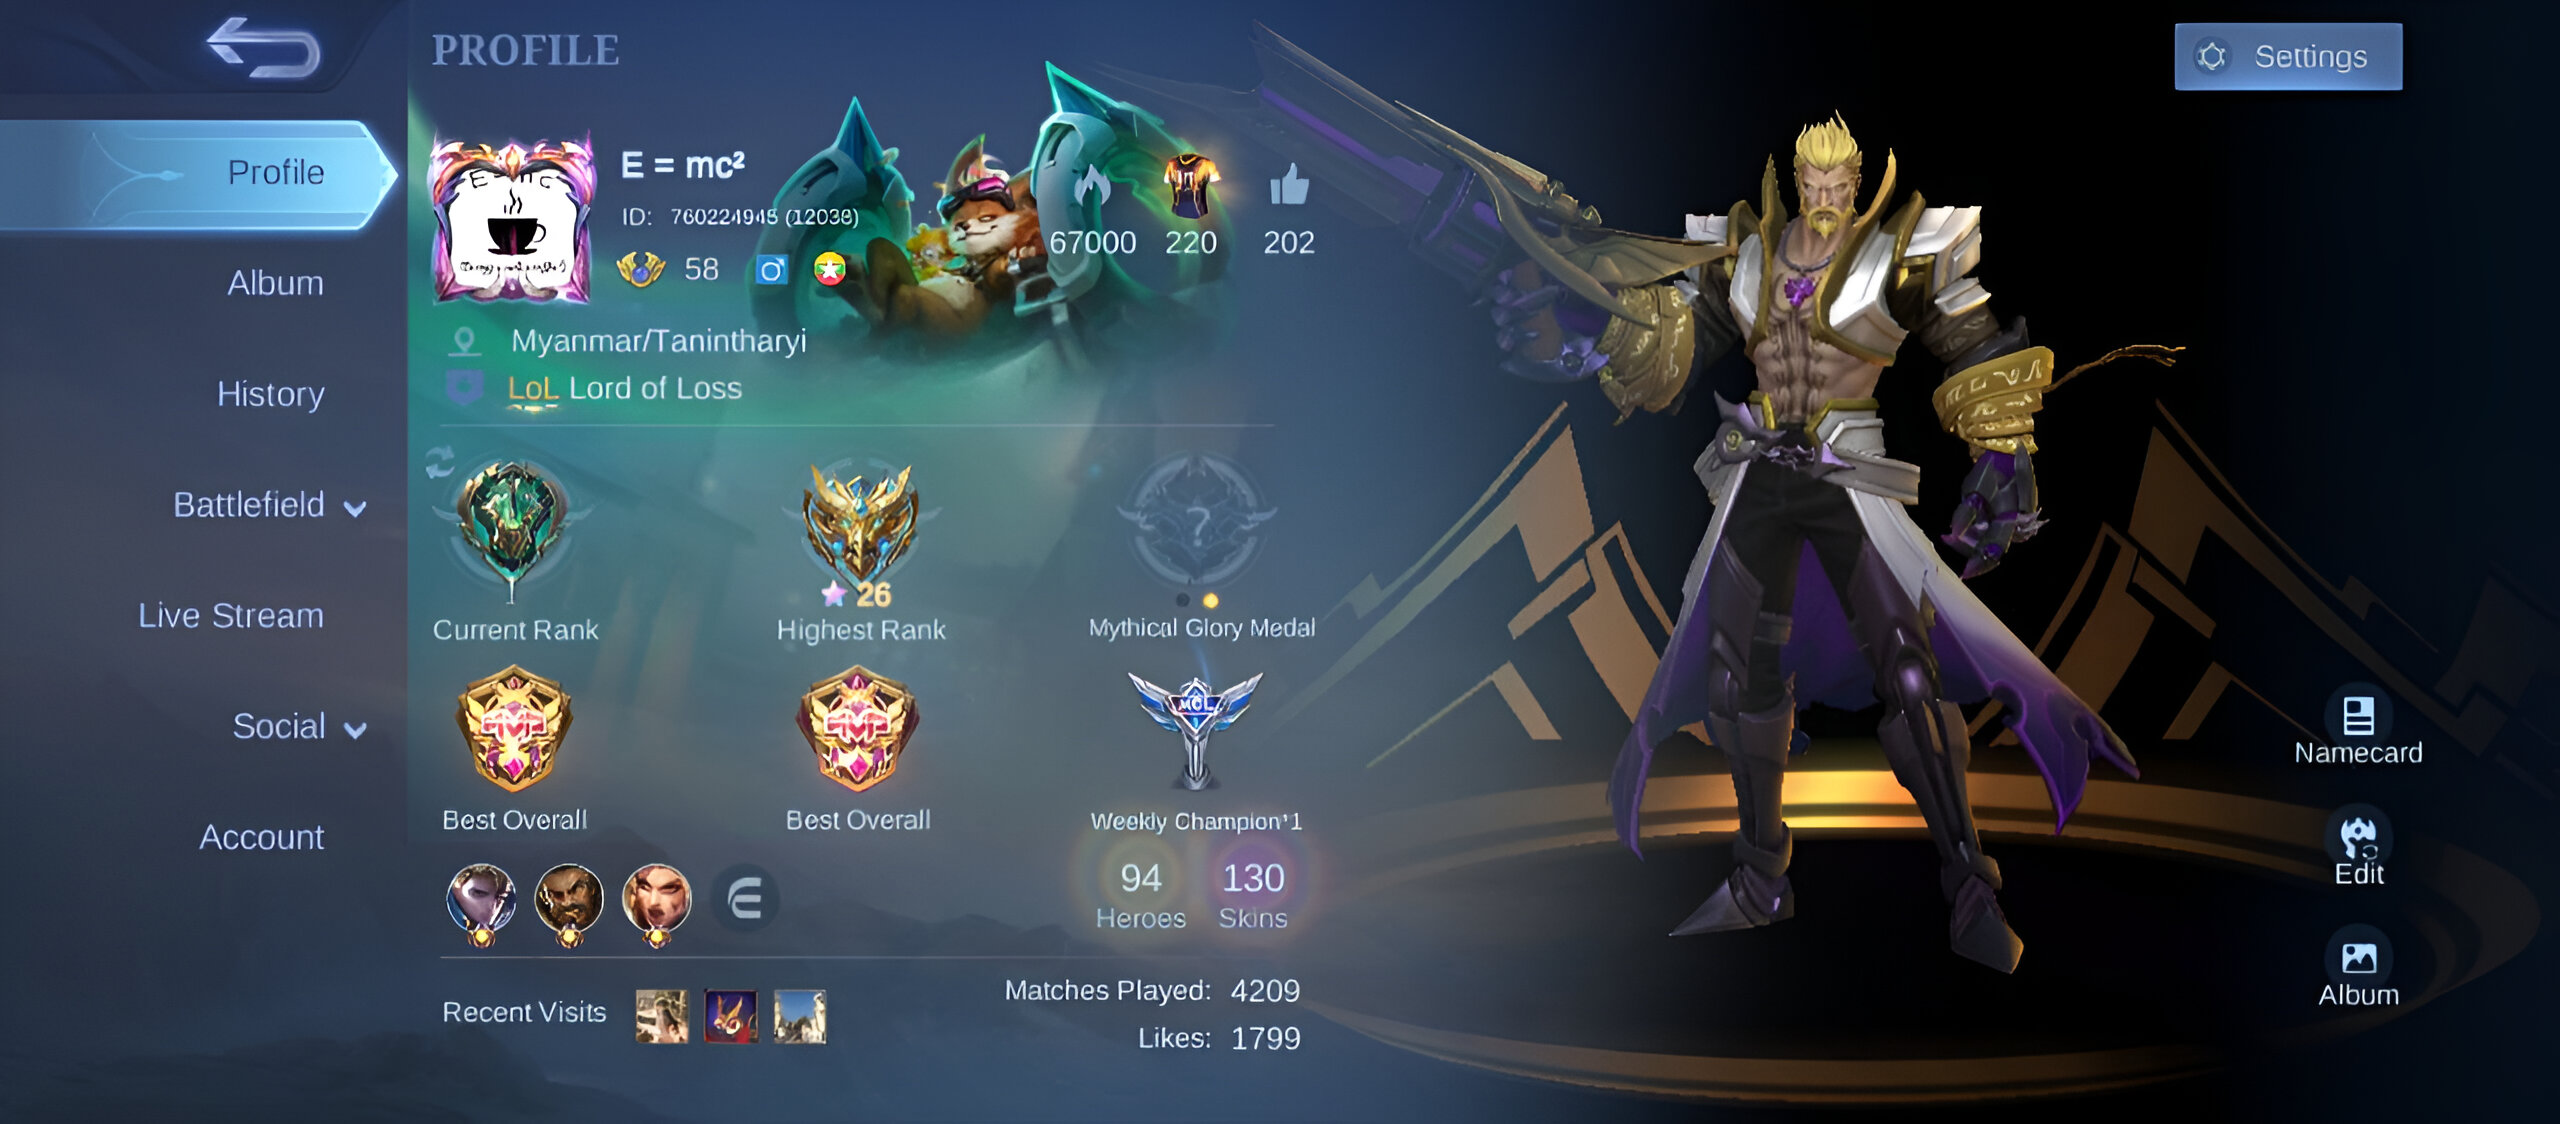 PROFILE
Settings
Profile
Album
History
Battlefield
Live Stream
Social
Account
E = mc²
ID: 760224945 (12038)
58
67000
220
202
Myanmar/Tanintharyi
LoL Lord of Loss
Current Rank
26
Highest Rank
?
Mythical Glory Medal
Best Overall
Best Overall
MCL
Weekly Champion*1
94
Heroes
130
Skins
Recent Visits
Matches Played: 4209
Likes: 1799
Namecard
Edit
Album